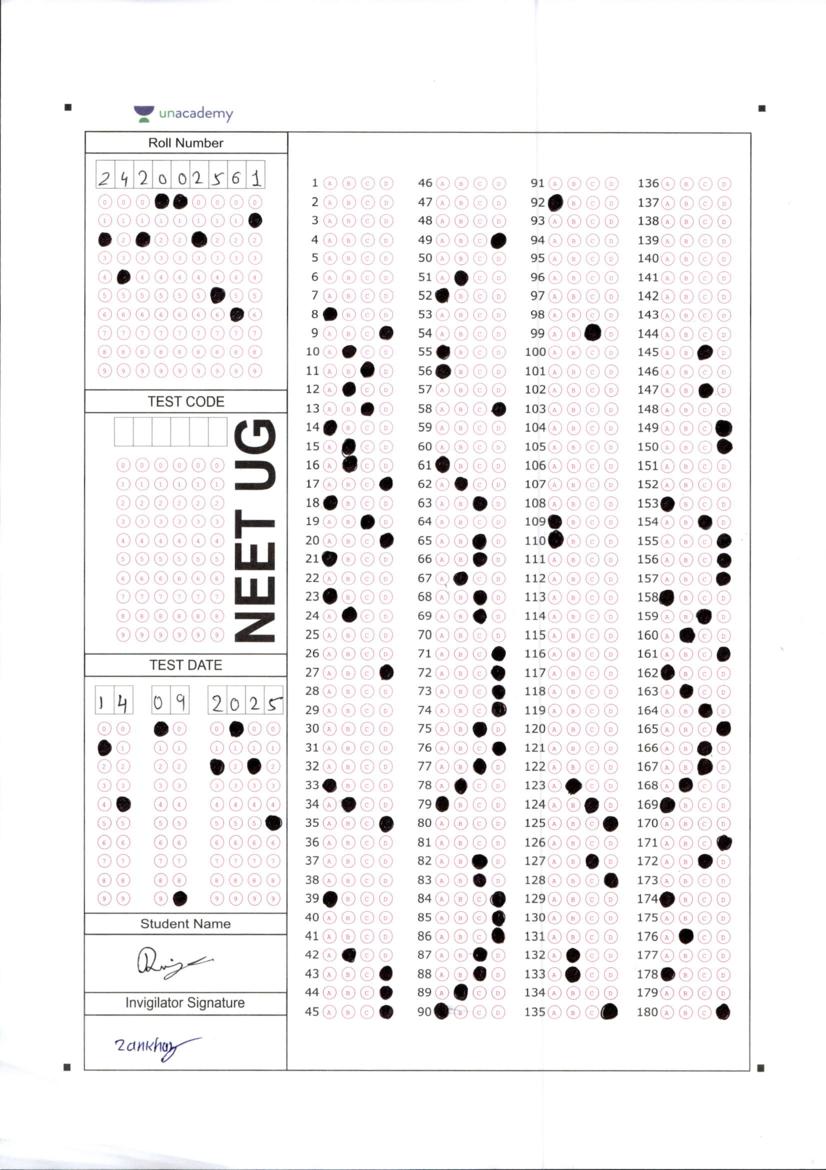 unacademy
Roll Number
2 4 2 0 0 2 5 6 1
TEST CODE
NEET UG
TEST DATE
1 4 0 9 2 0 2 5
Student Name
Invigilator Signature
1 A B C D 46 A B C D 91 A B C D 136 A B C D
2 A B C D 47 A B C D 92 B C D 137 A B C D
3 A B C D 48 A B C D 93 A B C D 138 A B C D
4 A B C D 49 A B C 94 A B C D 139 A B C D
5 A B C D 50 A B C D 95 A B C D 140 A B C D
6 A B C D 51 A C D 96 A B C D 141 A B C D
7 A B C D 52 B C D 97 A B C D 142 A B C D
8 B C D 53 A B C D 98 A B C D 143 A B C D
9 A B C 54 A B C D 99 A B D 144 A B C D
10 A C D 55 B C D 100 A B C D 145 A B D
11 A B D 56 B C D 101 A B C D 146 A B C D
12 A C D 57 A B C D 102 A B C D 147 A B D
13 A B D 58 A B C 103 A B C D 148 A B C D
14 B C D 59 A B C D 104 A B C D 149 A B C
15 A C D 60 A B C D 105 A B C D 150 A B C
16 A C D 61 B C D 106 A B C D 151 A B C D
17 A B C 62 A C D 107 A B C D 152 A B C D
18 B C D 63 A B D 108 A B C D 153 B C D
19 A B D 64 A B C D 109 B C D 154 A B D
20 A B C 65 A B D 110 B C D 155 A B C
21 B C D 66 A B D 111 A B C D 156 A B C
22 A B C D 67 A C D 112 A B C D 157 A B C
23 B C D 68 A B D 113 A B C D 158 B C D
24 A C D 69 A B D 114 A B C D 159 A B D
25 A B C D 70 A B C D 115 A B C D 160 A C D
26 A B C D 71 A B C 116 A B C D 161 A B C
27 A B C 72 A B C 117 A B C D 162 B C D
28 A B C D 73 A B C 118 A B C D 163 A C D
29 A B C D 74 A B C 119 A B C D 164 A B D
30 A B C D 75 A B D 120 A B C D 165 A B C
31 A B C D 76 A B C 121 A B C D 166 A B D
32 A B C D 77 A B D 122 A B C D 167 A B D
33 B C D 78 A C D 123 A C D 168 A C D
34 A C D 79 B C D 124 A B D 169 B C D
35 A B C 80 A B C D 125 A B C 170 A B C D
36 A B C D 81 A B C D 126 A B C D 171 A B C
37 A B C D 82 A B D 127 A B D 172 A B D
38 A B C D 83 A B D 128 A B C 173 A B C D
39 B C D 84 A B C 129 A B C D 174 B C D
40 A B C D 85 A B C 130 A B C D 175 A B C D
41 A B C D 86 A B C 131 A B C D 176 A C D
42 A C D 87 A B D 132 A C D 177 A B C D
43 A B C 88 A B D 133 A C D 178 B C D
44 A B C 89 A C D 134 A B C D 179 A B C D
45 A B C 90 B C D 135 A B C 180 A B C